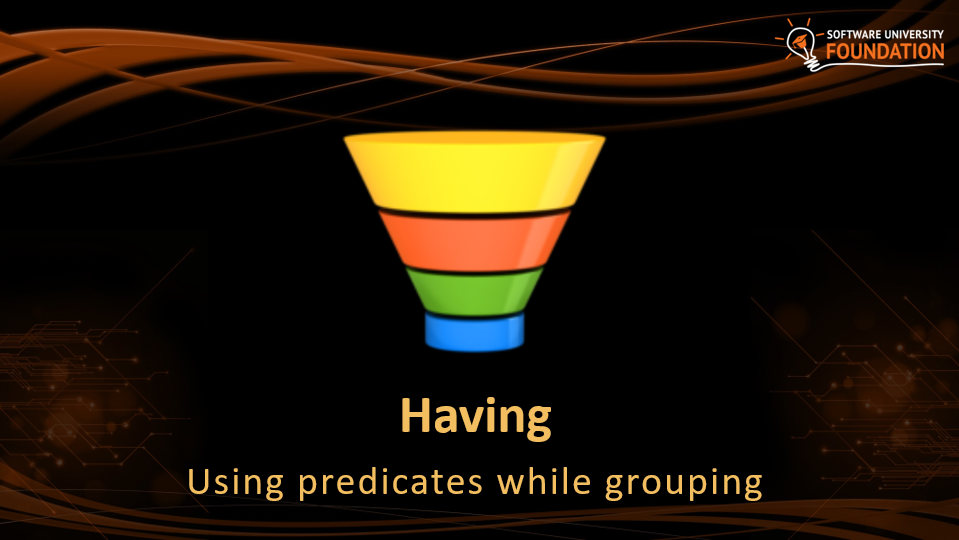 SOFTWARE UNIVERSITY
FOUNDATION
Having
Using predicates while grouping